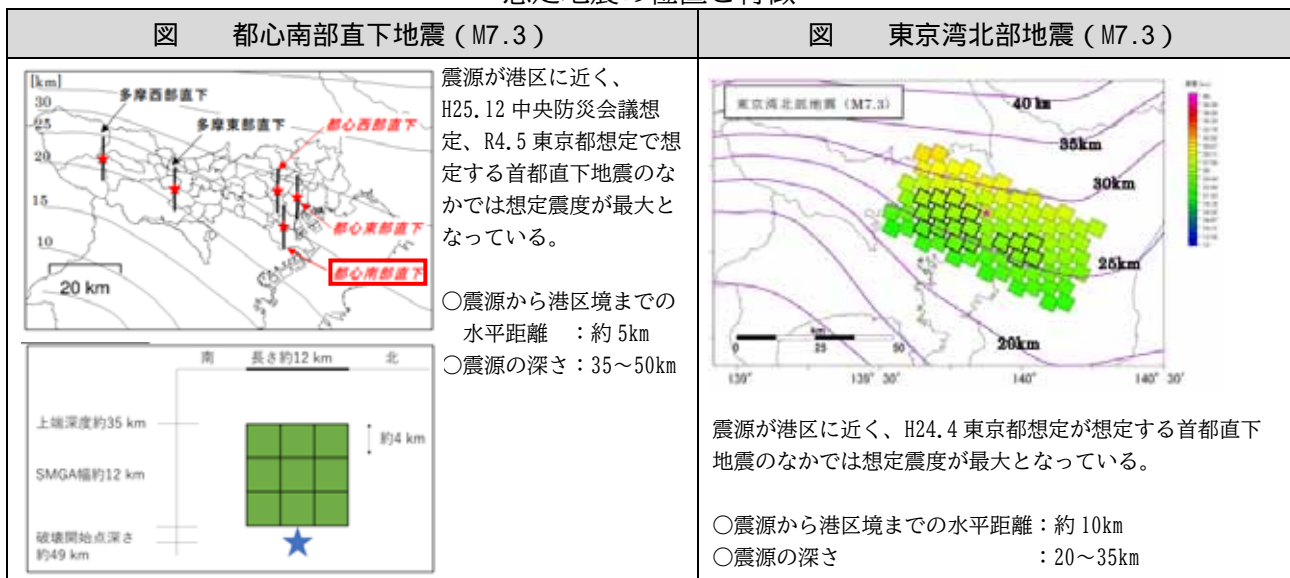 図　都心南部直下地震（M7.3）
[km]
30
25
20
15
10
多摩西部直下
多摩東部直下
都心西部直下
都心東部直下
都心南部直下
20 km
震源が港区に近く、
H25.12 中央防災会議想
定、R4.5 東京都想定で想
定する首都直下地震のな
かでは想定震度が最大と
なっている。
○震源から港区境までの
水平距離　：約 5km
○震源の深さ：35～50km
南　長さ約12 km　北
上端深度約35 km
約4 km
SMGA幅約12 km
破壊開始点深さ
約49 km
図　東京湾北部地震（M7.3）
東京湾北部地震（M7.3）
40 km
35km
30km
25km
20km
km
0　25　50
139°　139° 30'　140°　140° 30'
震源が港区に近く、H24.4 東京都想定が想定する首都直下
地震のなかでは想定震度が最大となっている。
○震源から港区境までの水平距離：約 10km
○震源の深さ　：20～35km